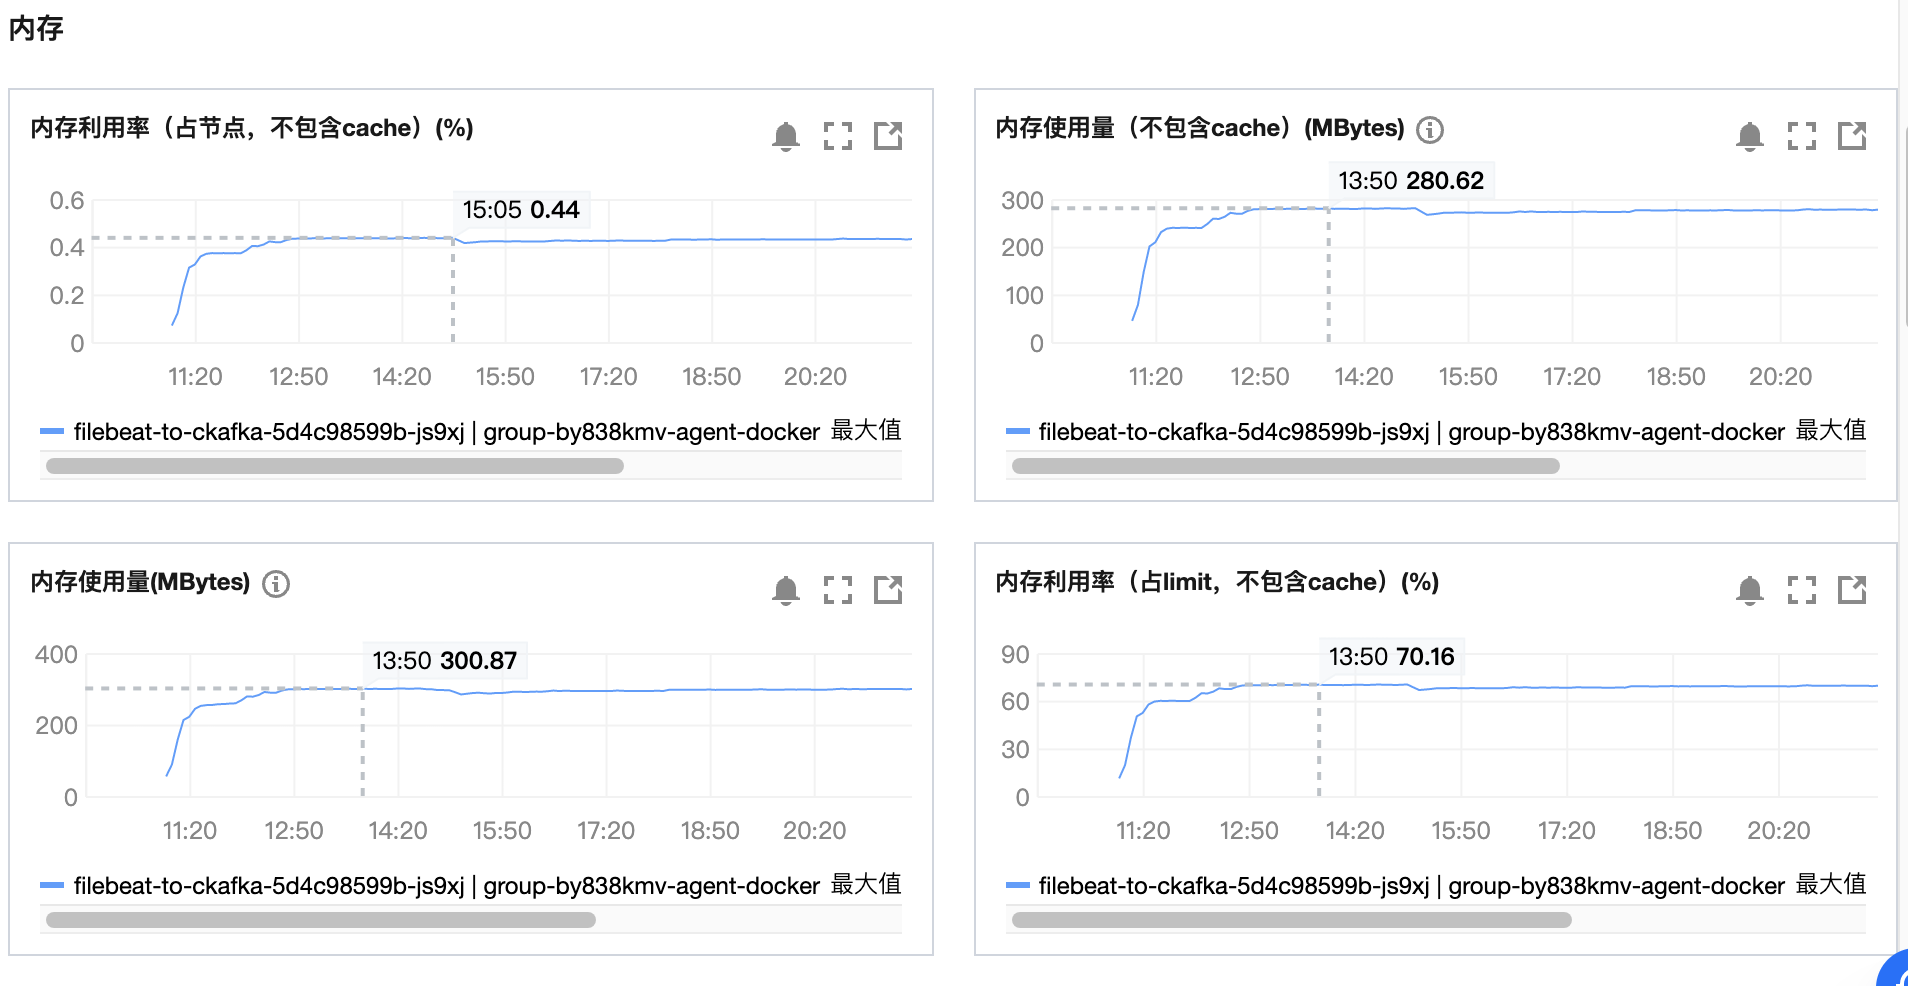 内存
内存利用率（占节点，不包含cache）(%)
15:05 0.44
0.6
0.4
0.2
0
11:20 12:50 14:20 15:50 17:20 18:50 20:20
filebeat-to-ckafka-5d4c98599b-js9xj | group-by838kmv-agent-docker 最大值
内存使用量（不包含cache）(MBytes)
13:50 280.62
300
200
100
0
11:20 12:50 14:20 15:50 17:20 18:50 20:20
filebeat-to-ckafka-5d4c98599b-js9xj | group-by838kmv-agent-docker 最大值
内存使用量(MBytes)
13:50 300.87
400
200
0
11:20 12:50 14:20 15:50 17:20 18:50 20:20
filebeat-to-ckafka-5d4c98599b-js9xj | group-by838kmv-agent-docker 最大值
内存利用率（占limit，不包含cache）(%)
13:50 70.16
90
60
30
0
11:20 12:50 14:20 15:50 17:20 18:50 20:20
filebeat-to-ckafka-5d4c98599b-js9xj | group-by838kmv-agent-docker 最大值